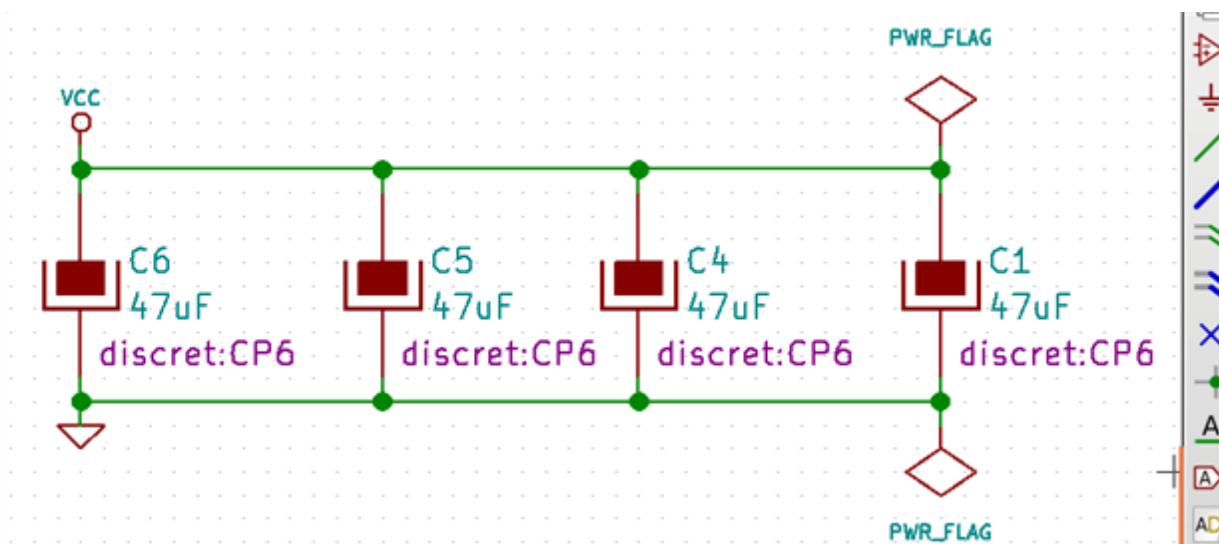 PWR_FLAG
VCC
C6
47uF
discret:CP6
C5
47uF
discret:CP6
C4
47uF
discret:CP6
C1
47uF
discret:CP6
PWR_FLAG
A
A
AD